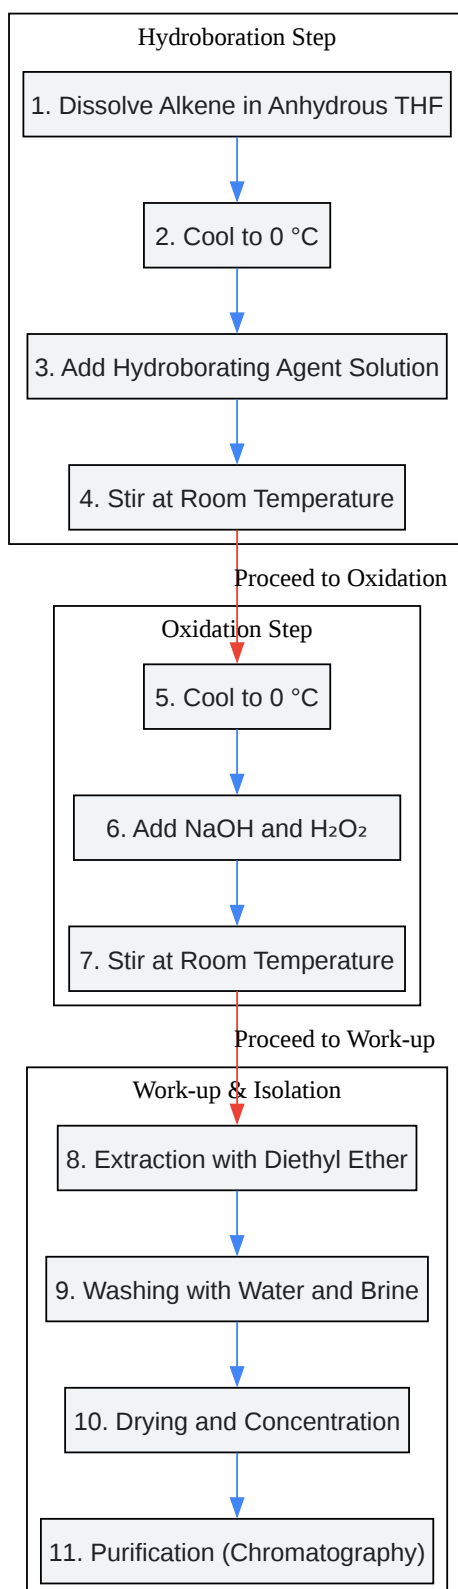 Hydroboration Step
1. Dissolve Alkene in Anhydrous THF
2. Cool to 0 °C
3. Add Hydroborating Agent Solution
4. Stir at Room Temperature
Proceed to Oxidation
Oxidation Step
5. Cool to 0 °C
6. Add NaOH and H₂O₂
7. Stir at Room Temperature
Proceed to Work-up
Work-up & Isolation
8. Extraction with Diethyl Ether
9. Washing with Water and Brine
10. Drying and Concentration
11. Purification (Chromatography)